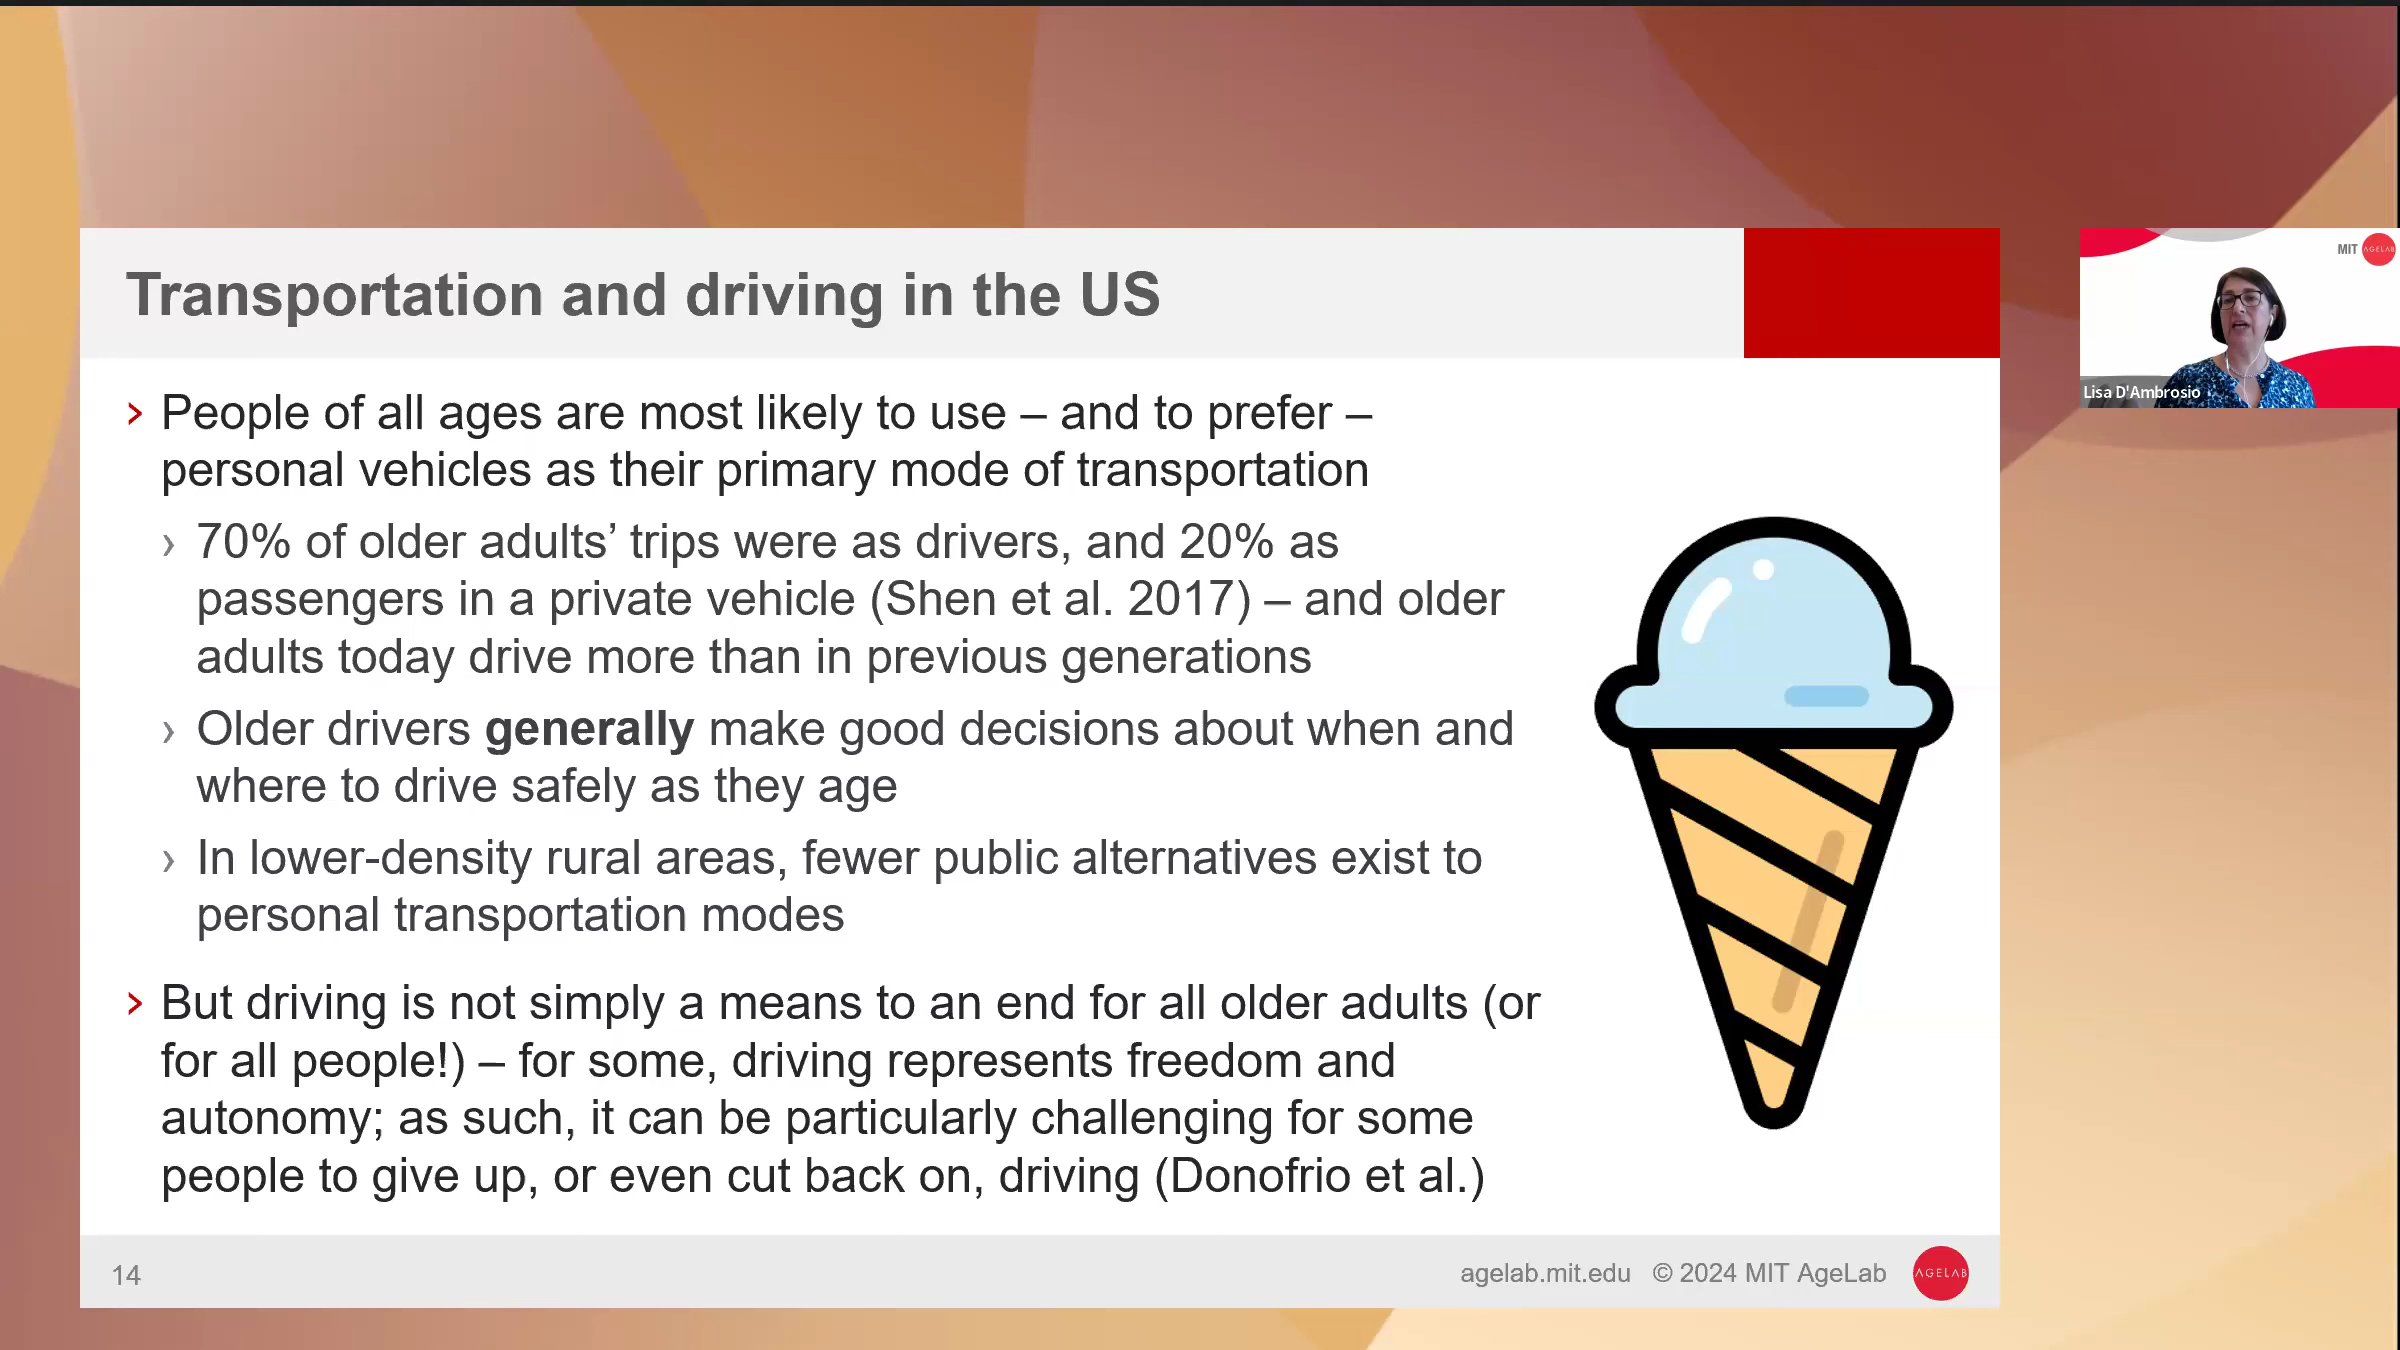 Transportation and driving in the US
MIT AGELAB
Lisa D'Ambrosio
› People of all ages are most likely to use – and to prefer –
personal vehicles as their primary mode of transportation
› 70% of older adults’ trips were as drivers, and 20% as
passengers in a private vehicle (Shen et al. 2017) – and older
adults today drive more than in previous generations
› Older drivers generally make good decisions about when and
where to drive safely as they age
› In lower-density rural areas, fewer public alternatives exist to
personal transportation modes
› But driving is not simply a means to an end for all older adults (or
for all people!) – for some, driving represents freedom and
autonomy; as such, it can be particularly challenging for some
people to give up, or even cut back on, driving (Donofrio et al.)
14
agelab.mit.edu © 2024 MIT AgeLab AGELAB